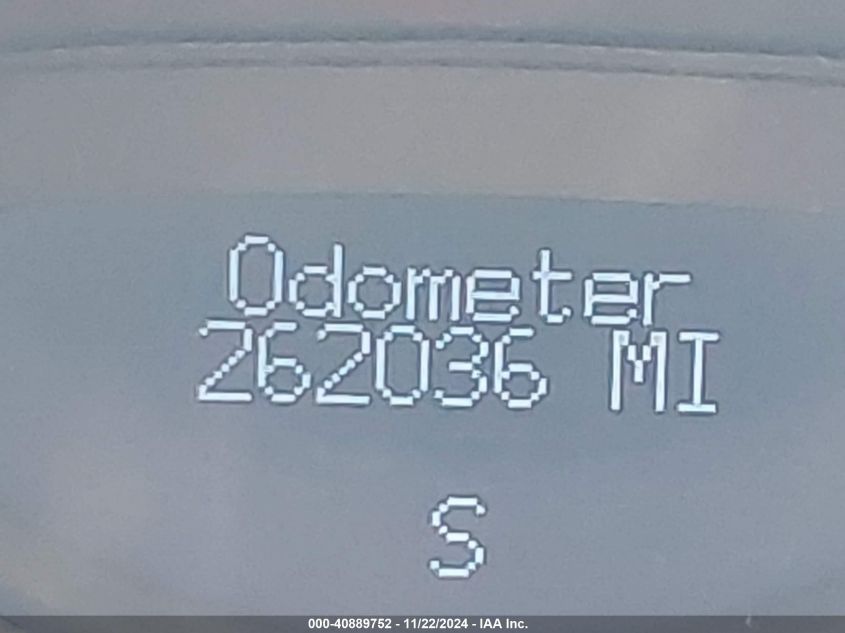 Odometer
262036 MI
S
000-40889752 - 11/22/2024 - IAA Inc.